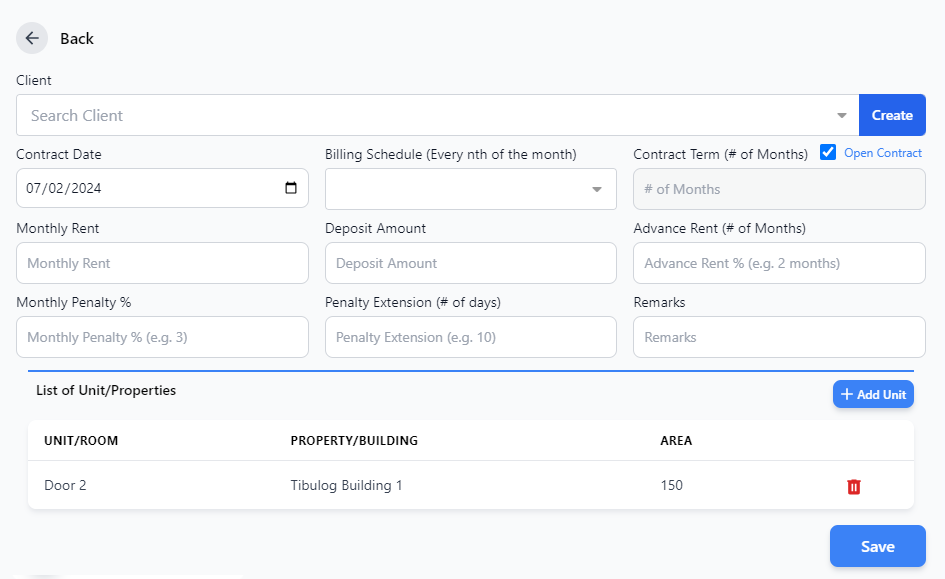 Back
Client
Search Client
Create
Contract Date
Billing Schedule (Every nth of the month)
Contract Term (# of Months)
Open Contract
07/02/2024
# of Months
Monthly Rent
Deposit Amount
Advance Rent (# of Months)
Monthly Rent
Deposit Amount
Advance Rent % (e.g. 2 months)
Monthly Penalty %
Penalty Extension (# of days)
Remarks
Monthly Penalty % (e.g. 3)
Penalty Extension (e.g. 10)
Remarks
List of Unit/Properties
Add Unit
UNIT/ROOM PROPERTY/BUILDING AREA
Door 2 Tibulog Building 1 150
Save